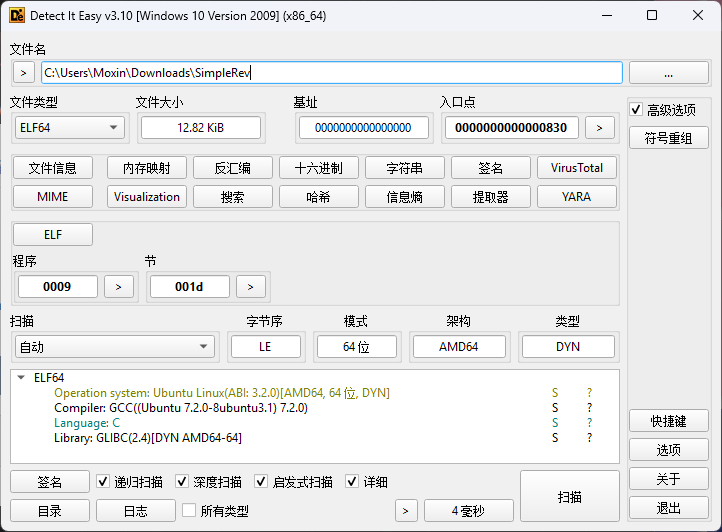 Detect It Easy v3.10 [Windows 10 Version 2009] (x86_64)
文件名
> C:\Users\Moxin\Downloads\SimpleRev ...
文件类型 文件大小 基址 入口点
ELF64 12.82 KiB 0000000000000000 0000000000000830 >
高级选项
符号重组
文件信息 内存映射 反汇编 十六进制 字符串 签名 VirusTotal
MIME Visualization 搜索 哈希 信息熵 提取器 YARA
ELF
程序 节
0009 > 001d >
扫描 字节序 模式 架构 类型
自动 LE 64 位 AMD64 DYN
ELF64
Operation system: Ubuntu Linux(ABI: 3.2.0)[AMD64, 64 位, DYN] S ?
Compiler: GCC((Ubuntu 7.2.0-8ubuntu3.1) 7.2.0) S ?
Language: C S ?
Library: GLIBC(2.4)[DYN AMD64-64] S ?
快捷键
选项
签名 递归扫描 深度扫描 启发式扫描 详细 扫描 关于
目录 日志 所有类型 > 4 毫秒 退出